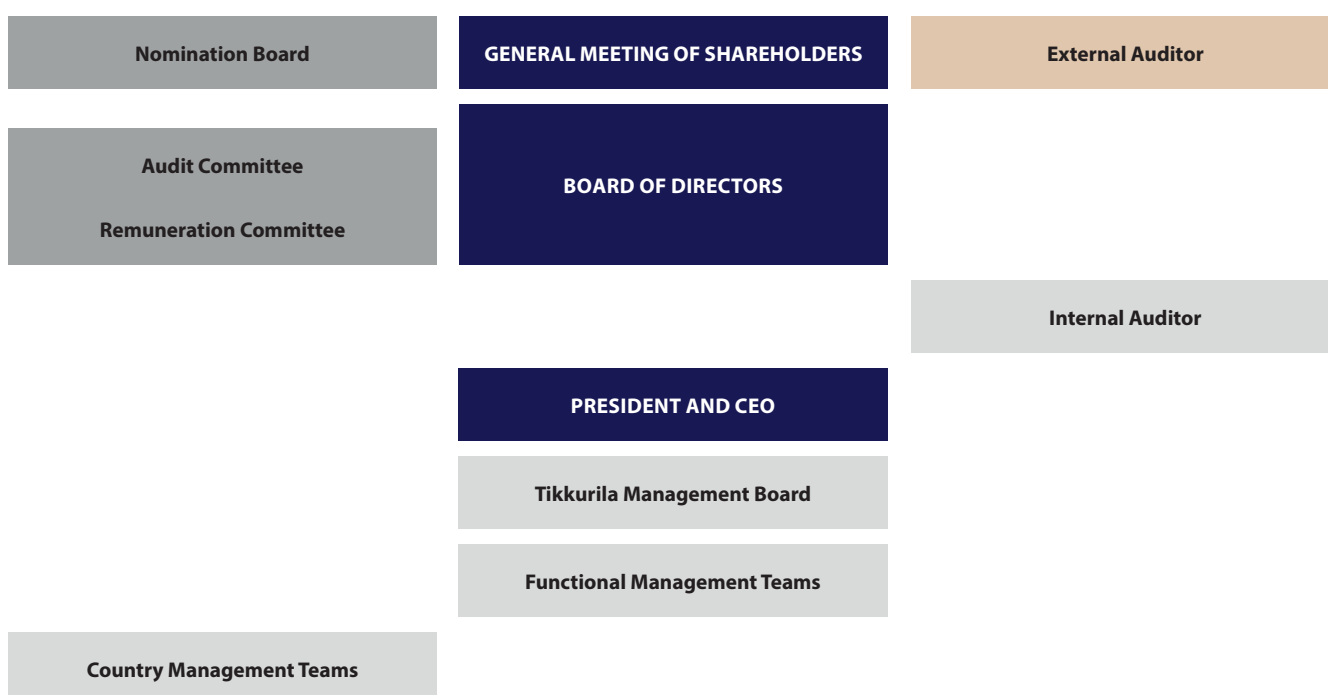 Nomination Board
GENERAL MEETING OF SHAREHOLDERS
External Auditor
Audit Committee
Remuneration Committee
BOARD OF DIRECTORS
Internal Auditor
PRESIDENT AND CEO
Tikkurila Management Board
Functional Management Teams
Country Management Teams